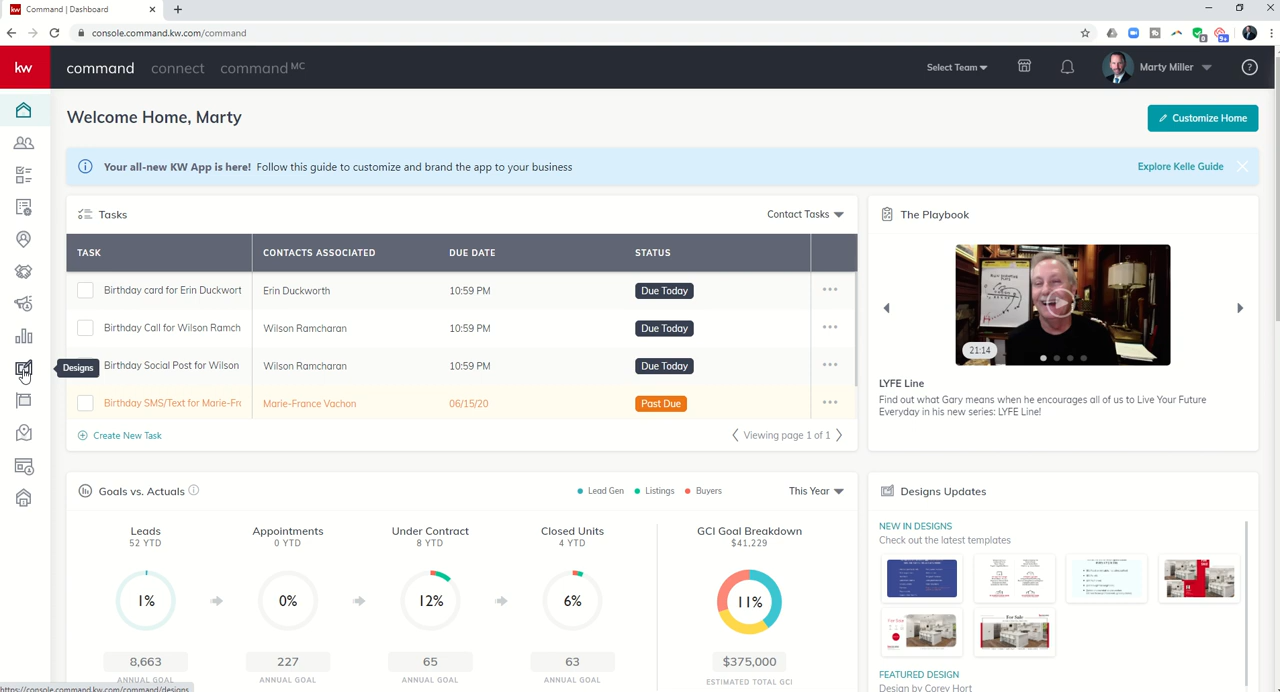 Command | Dashboard
console.command.kw.com/command
kw command connect command MC
Select Team
Marty Miller
Welcome Home, Marty
Customize Home
Your all-new KW App is here! Follow this guide to customize and brand the app to your business
Explore Kelle Guide
Tasks
Contact Tasks
TASK CONTACTS ASSOCIATED DUE DATE STATUS
Birthday card for Erin Duckwort Erin Duckworth 10:59 PM Due Today
Birthday Call for Wilson Ramch Wilson Ramcharan 10:59 PM Due Today
Designs
Birthday Social Post for Wilson Wilson Ramcharan 10:59 PM Due Today
Birthday SMS/Text for Marie-Fr Marie-France Vachon 06/15/20 Past Due
Create New Task
Viewing page 1 of 1
The Playbook
21:14
LYFE Line
Find out what Gary means when he encourages all of us to Live Your Future
Everyday in his new series: LYFE Line!
Goals vs. Actuals
Lead Gen Listings Buyers
This Year
Leads Appointments Under Contract Closed Units GCI Goal Breakdown
52 YTD 0 YTD 8 YTD 4 YTD $41,229
1% 0% 12% 6% 11%
8,663 227 65 63 $375,000
ANNUAL GOAL ANNUAL GOAL ANNUAL GOAL ANNUAL GOAL ESTIMATED TOTAL GCI
Designs Updates
NEW IN DESIGNS
Check out the latest templates
For Sale
For Sale
FEATURED DESIGN
Design by Corey Hort
https://console.command.kw.com/command/designs